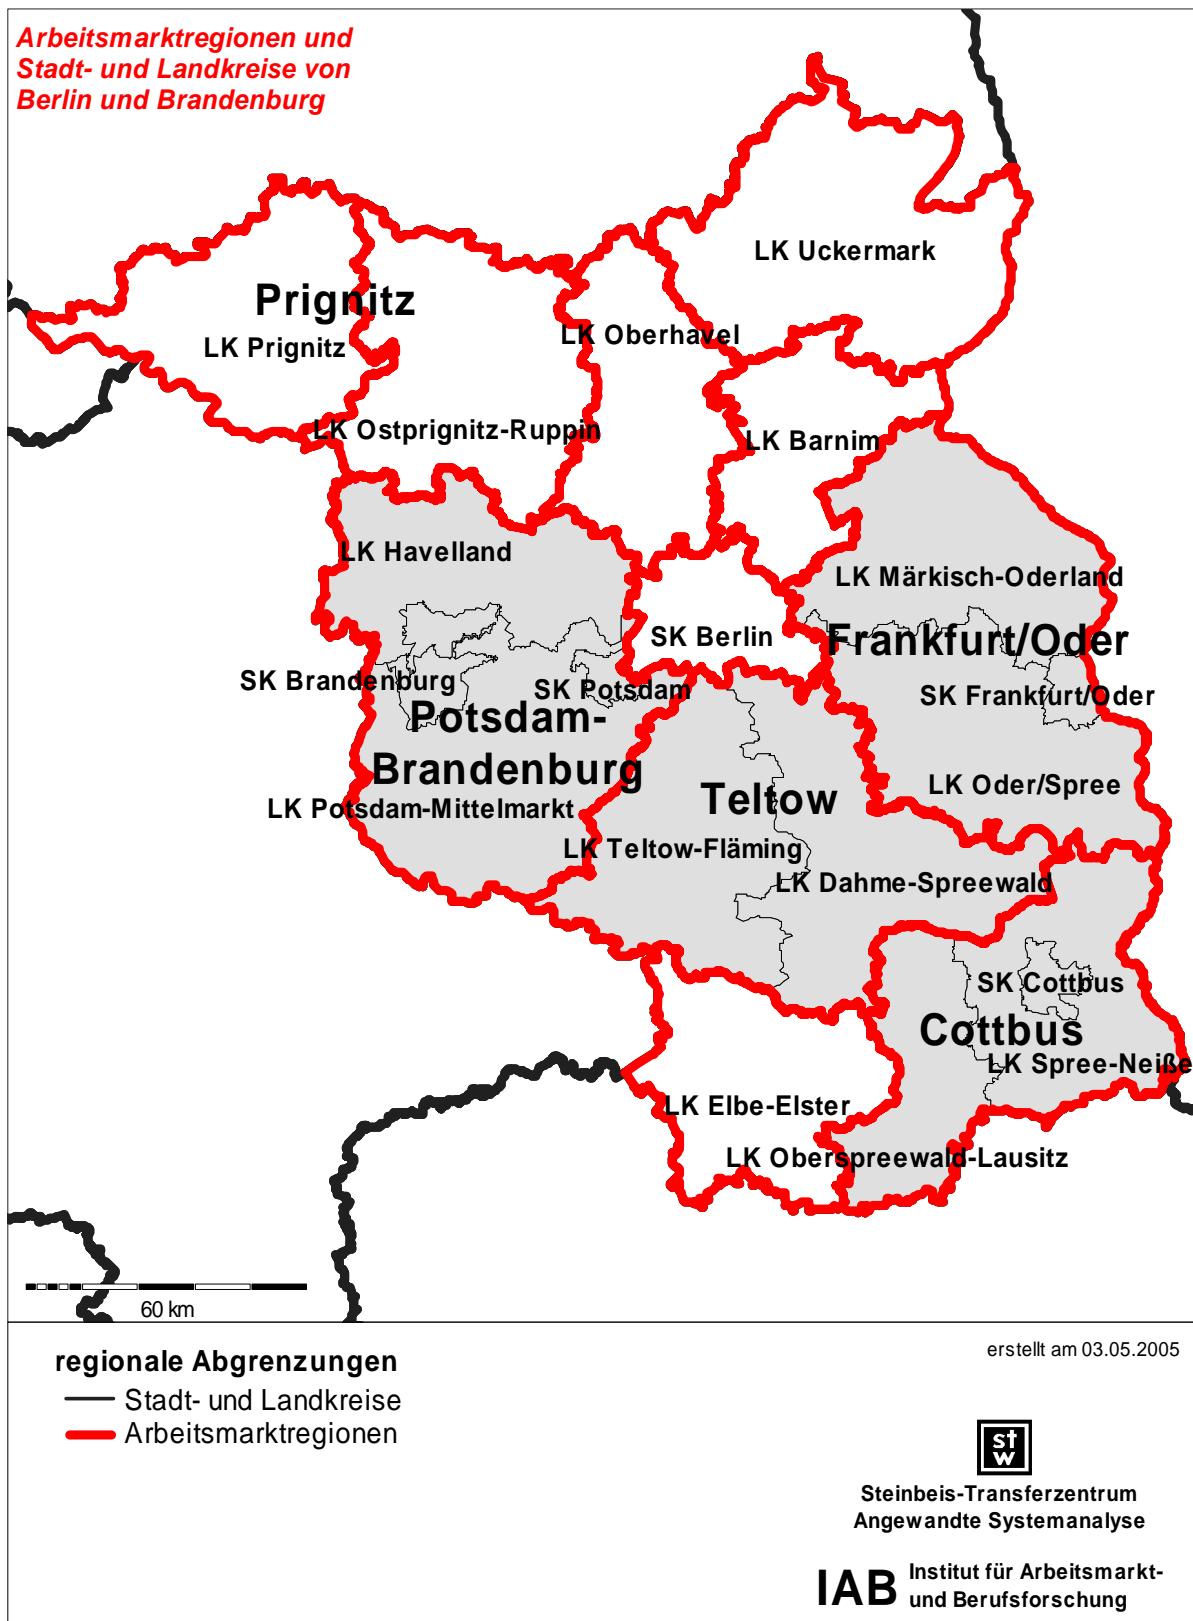 Arbeitsmarktregionen und
Stadt- und Landkreise von
Berlin und Brandenburg
LK Uckermark
Prignitz
LK Oberhavel
LK Prignitz
LK Ostprignitz-Ruppin
LK Barnim
LK Havelland
LK Märkisch-Oderland
SK Berlin
Frankfurt/Oder
SK Brandenburg
SK Potsdam
SK Frankfurt/Oder
Potsdam-
Brandenburg
LK Oder/Spree
Teltow
LK Potsdam-Mittelmarkt
LK Teltow-Fläming
LK Dahme-Spreewald
SK Cottbus
Cottbus
LK Spree-Neiße
LK Elbe-Elster
LK Oberspreewald-Lausitz
60 km
regionale Abgrenzungen
Stadt- und Landkreise
Arbeitsmarktregionen
erstellt am 03.05.2005
st
w
Steinbeis-Transferzentrum
Angewandte Systemanalyse
IAB Institut für Arbeitsmarkt-
und Berufsforschung